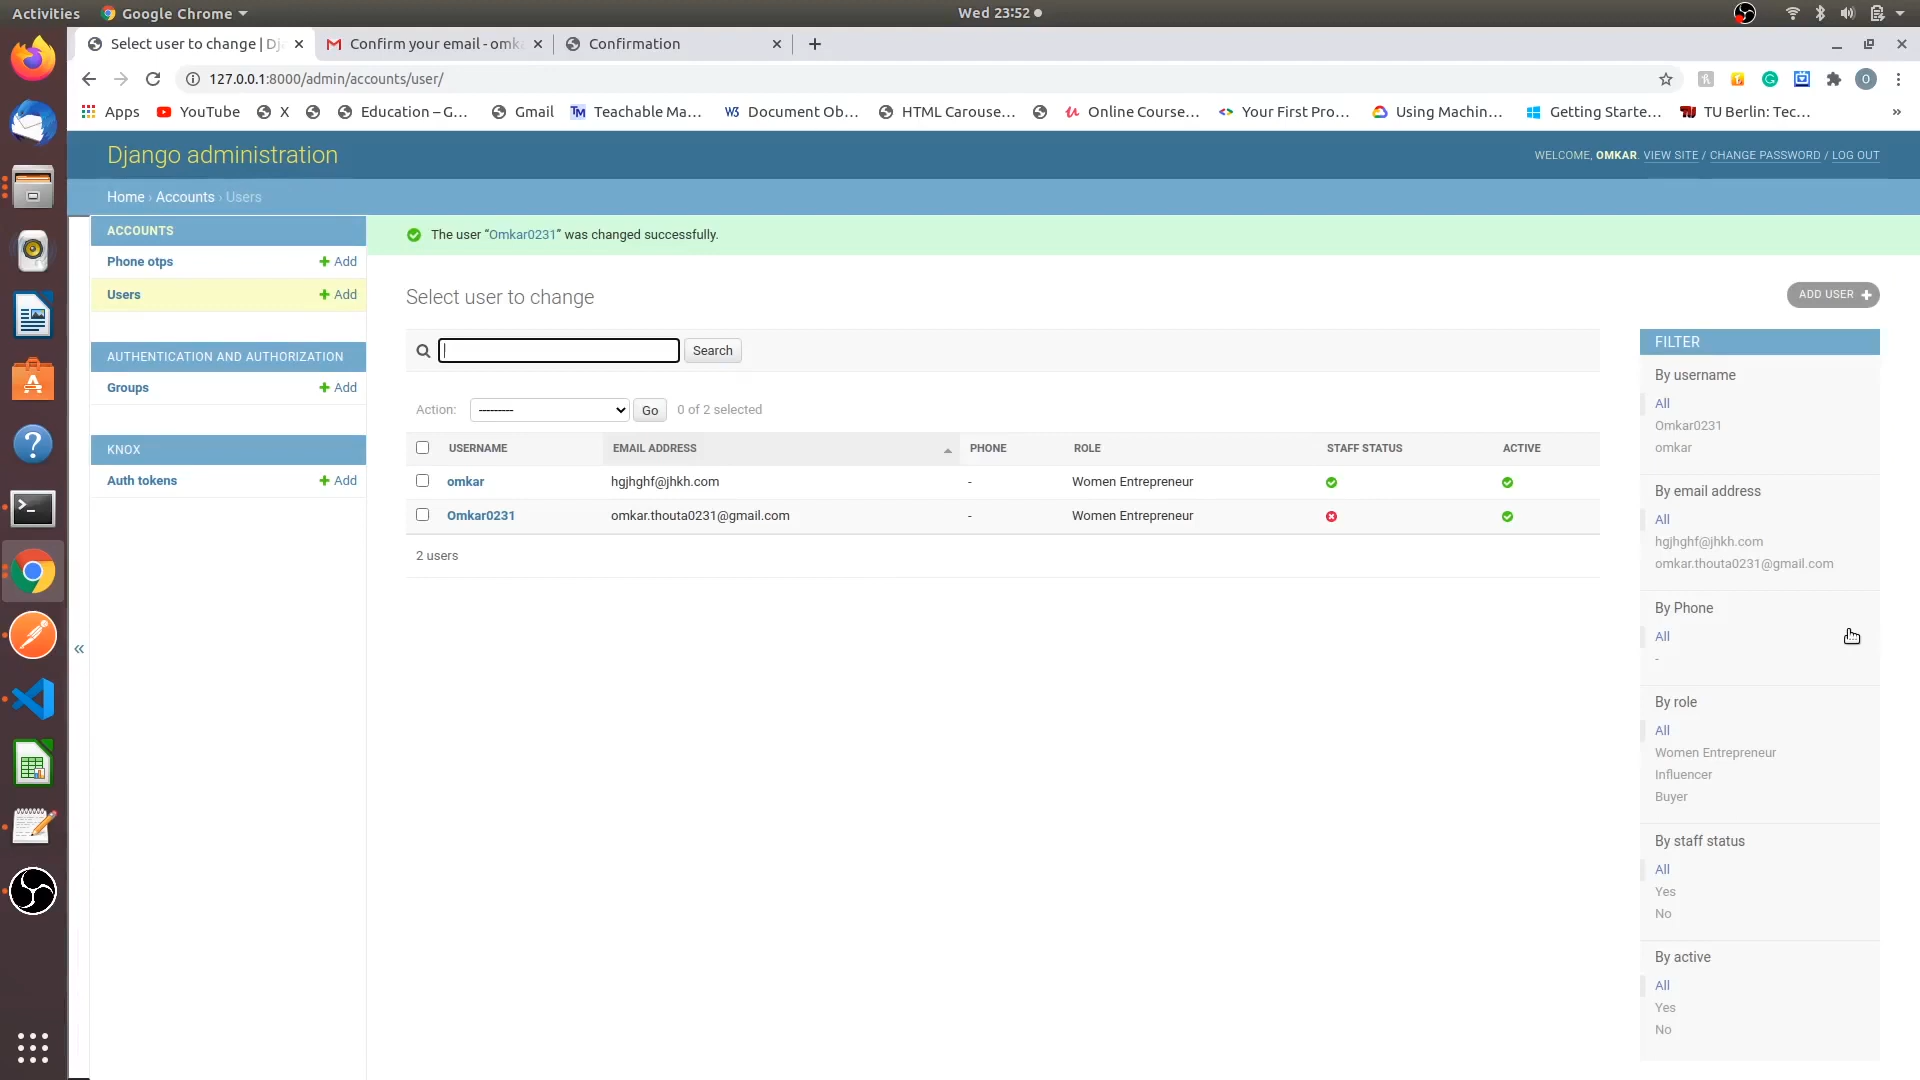 Activities Google Chrome Wed 23:52
Select user to change | Dj
Confirm your email - omk
Confirmation
127.0.0.1:8000/admin/accounts/user/
Apps YouTube X Education – G... Gmail TM Teachable Ma... W3 Document Ob... HTML Carouse... Online Course... Your First Pro... Using Machin... Getting Starte... TU Berlin: Tec... »
Django administration
WELCOME, OMKAR. VIEW SITE / CHANGE PASSWORD / LOG OUT
Home › Accounts › Users
ACCOUNTS
Phone otps + Add
Users + Add
AUTHENTICATION AND AUTHORIZATION
Groups + Add
KNOX
Auth tokens + Add
«
The user “Omkar0231” was changed successfully.
Select user to change
ADD USER +
Search
Action: --------- Go 0 of 2 selected
USERNAME EMAIL ADDRESS PHONE ROLE STAFF STATUS ACTIVE
omkar hgjhghf@jhkh.com - Women Entrepreneur
Omkar0231 omkar.thouta0231@gmail.com - Women Entrepreneur
2 users
FILTER
By username
All
Omkar0231
omkar
By email address
All
hgjhghf@jhkh.com
omkar.thouta0231@gmail.com
By Phone
All
-
By role
All
Women Entrepreneur
Influencer
Buyer
By staff status
All
Yes
No
By active
All
Yes
No